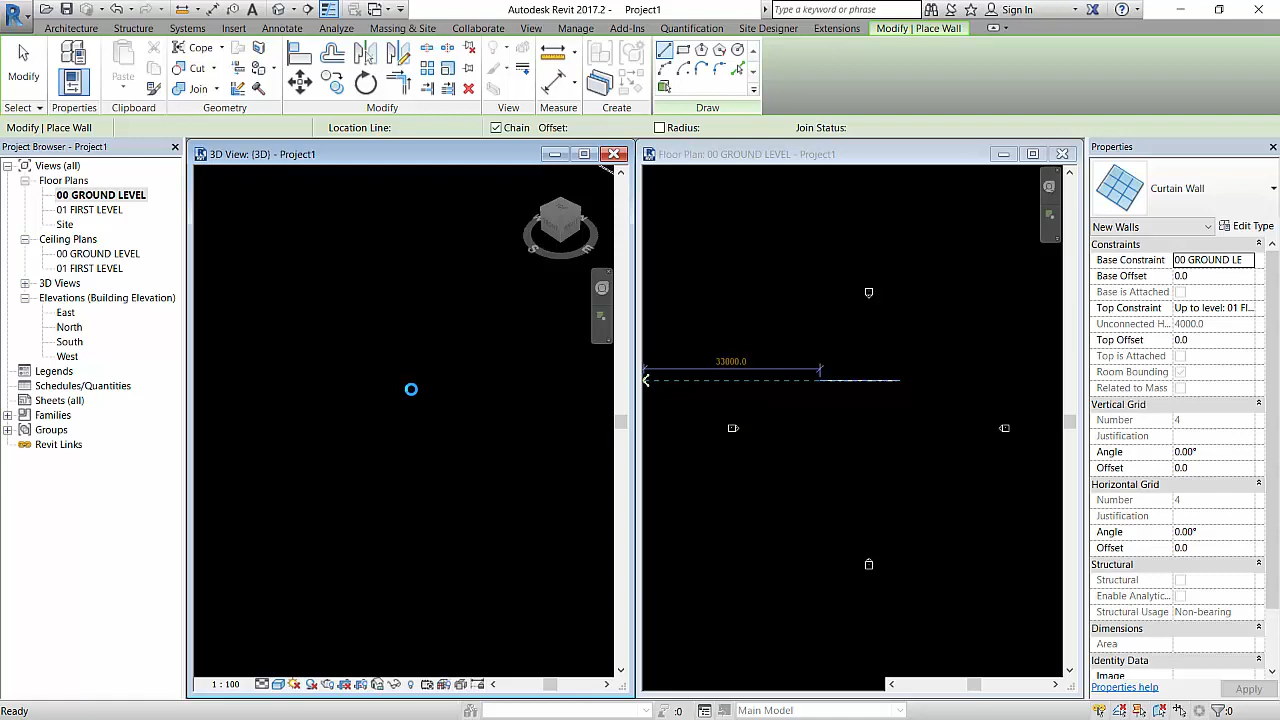 Autodesk Revit 2017.2 - Project1
Type a keyword or phrase
Sign In
Architecture Structure Systems Insert Annotate Analyze Massing & Site Collaborate View Manage Add-Ins Quantification Site Designer Extensions Modify | Place Wall
Modify
Paste
Cope
Cut
Join
Select Properties Clipboard Geometry Modify View Measure Create Draw
Modify | Place Wall Location Line: Chain Offset: Radius: Join Status:
Project Browser - Project1
Views (all)
Floor Plans
00 GROUND LEVEL
01 FIRST LEVEL
Site
Ceiling Plans
00 GROUND LEVEL
01 FIRST LEVEL
3D Views
Elevations (Building Elevation)
East
North
South
West
Legends
Schedules/Quantities
Sheets (all)
Families
Groups
Revit Links
3D View: {3D} - Project1
1 : 100
Floor Plan: 00 GROUND LEVEL - Project1
33000.0
Properties
Curtain Wall
New Walls Edit Type
Constraints
Base Constraint 00 GROUND LE
Base Offset 0.0
Base is Attached
Top Constraint Up to level: 01 Fl...
Unconnected H... 4000.0
Top Offset 0.0
Top is Attached
Room Bounding
Related to Mass
Vertical Grid
Number 4
Justification
Angle 0.00°
Offset 0.0
Horizontal Grid
Number 4
Justification
Angle 0.00°
Offset 0.0
Structural
Structural
Enable Analytic...
Structural Usage Non-bearing
Dimensions
Area
Identity Data
Image
Properties help Apply
Ready :0 Main Model :0